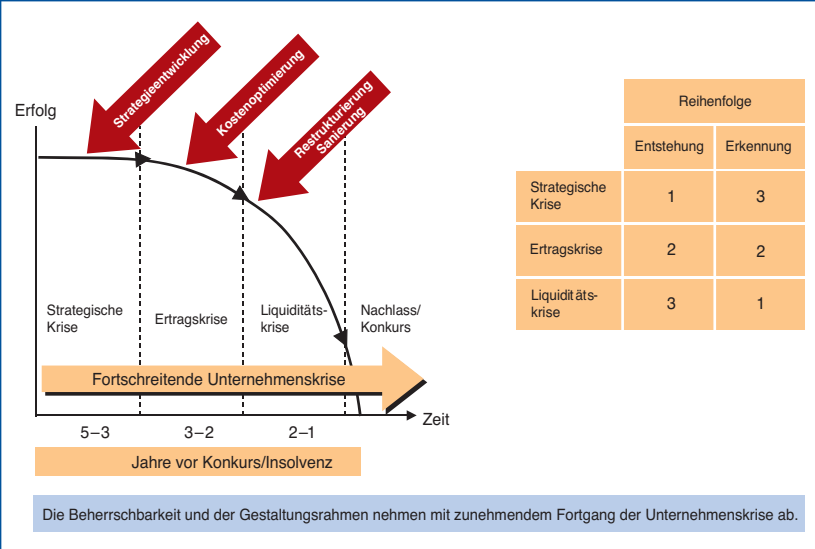 Strategieentwicklung
Kostenoptimierung
Restrukturierung
Sanierung
Erfolg
Strategische
Krise
Ertragskrise
Liquiditäts-
krise
Nachlass/
Konkurs
Fortschreitende Unternehmenskrise
Zeit
5–3
3–2
2–1
Jahre vor Konkurs/Insolvenz
Reihenfolge
Entstehung Erkennung
Strategische
Krise
1 3
Ertragskrise 2 2
Liquiditäts-
krise
3 1
Die Beherrschbarkeit und der Gestaltungsrahmen nehmen mit zunehmendem Fortgang der Unternehmenskrise ab.